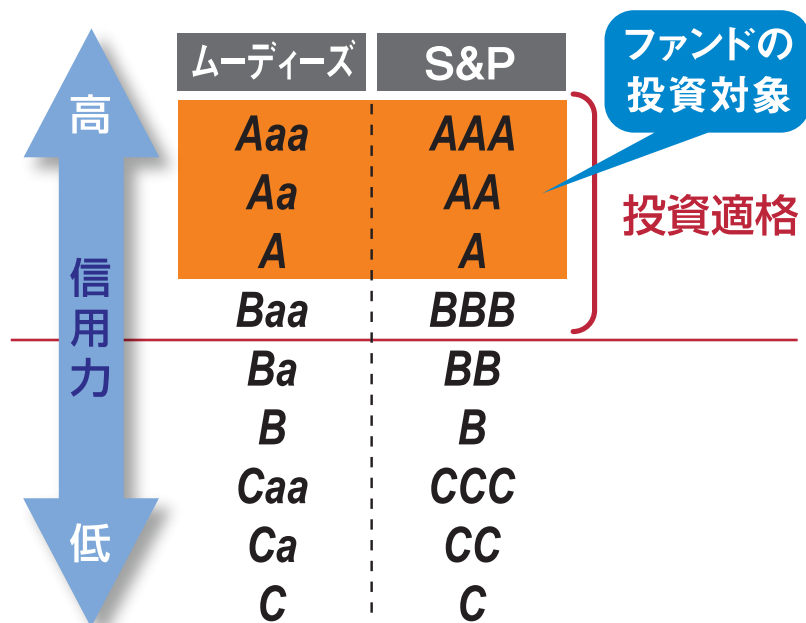 ムーディーズ S&P
ファンドの
投資対象
高
Aaa AAA
Aa AA
A A
投資適格
Baa BBB
信用力
Ba BB
B B
Caa CCC
Ca CC
低
C C